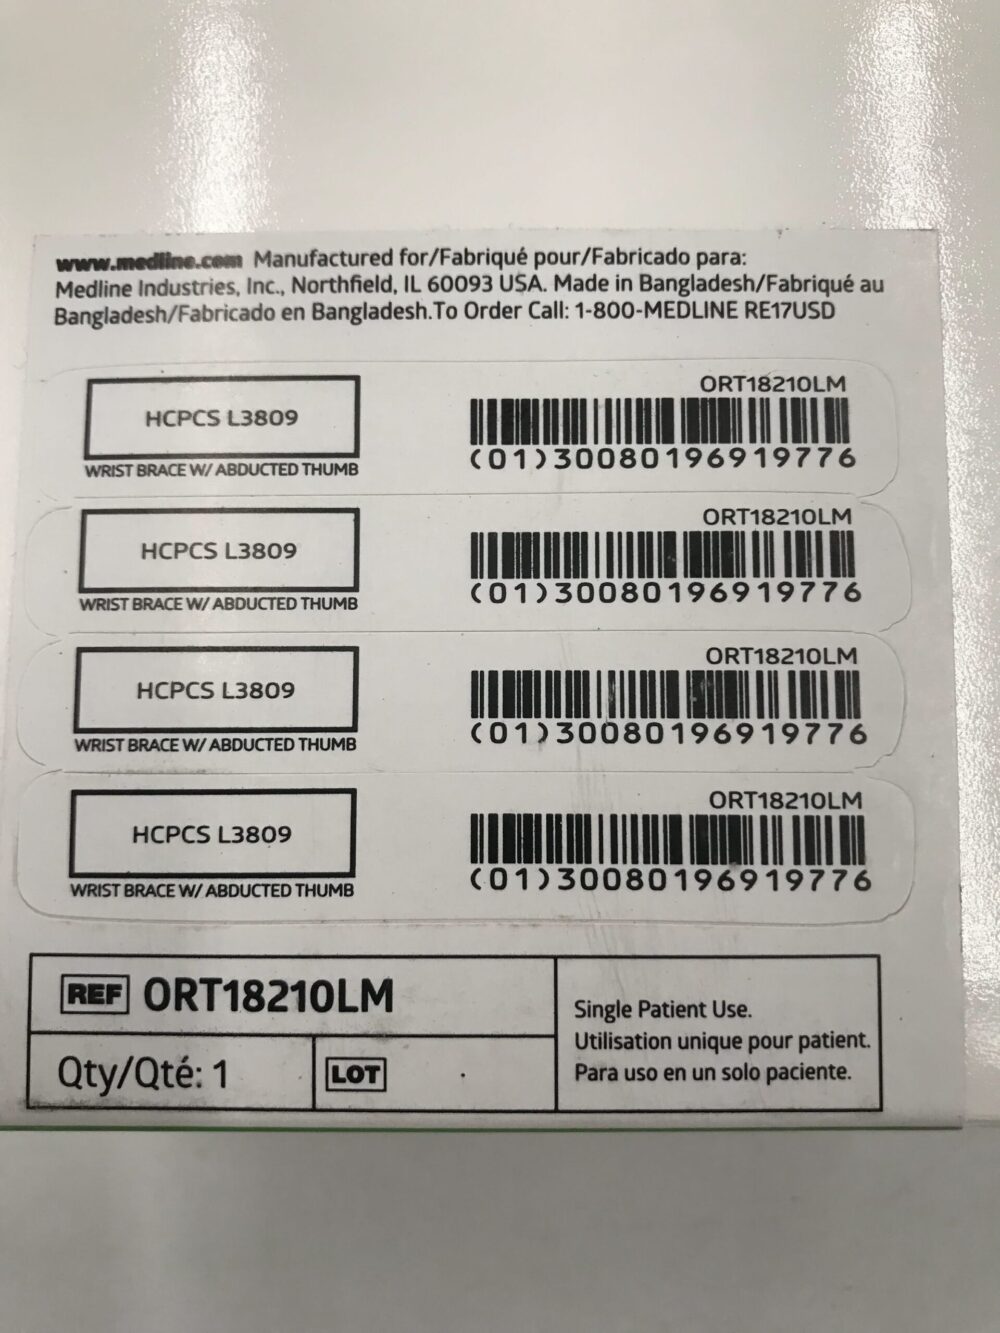 www.medline.com Manufactured for/Fabriqué pour/Fabricado para:
Medline Industries, Inc., Northfield, IL 60093 USA. Made in Bangladesh/Fabriqué au
Bangladesh/Fabricado en Bangladesh.To Order Call: 1-800-MEDLINE RE17USD
ORT18210LM
HCPCS L3809
(01)30080196919776
WRIST BRACE W/ ABDUCTED THUMB
ORT18210LM
HCPCS L3809
(01)30080196919776
WRIST BRACE W/ ABDUCTED THUMB
ORT18210LM
HCPCS L3809
(01)30080196919776
WRIST BRACE W/ ABDUCTED THUMB
ORT18210LM
HCPCS L3809
(01)30080196919776
WRIST BRACE W/ ABDUCTED THUMB
REF ORT18210LM
Qty/Qté: 1
LOT
Single Patient Use.
Utilisation unique pour patient.
Para uso en un solo paciente.